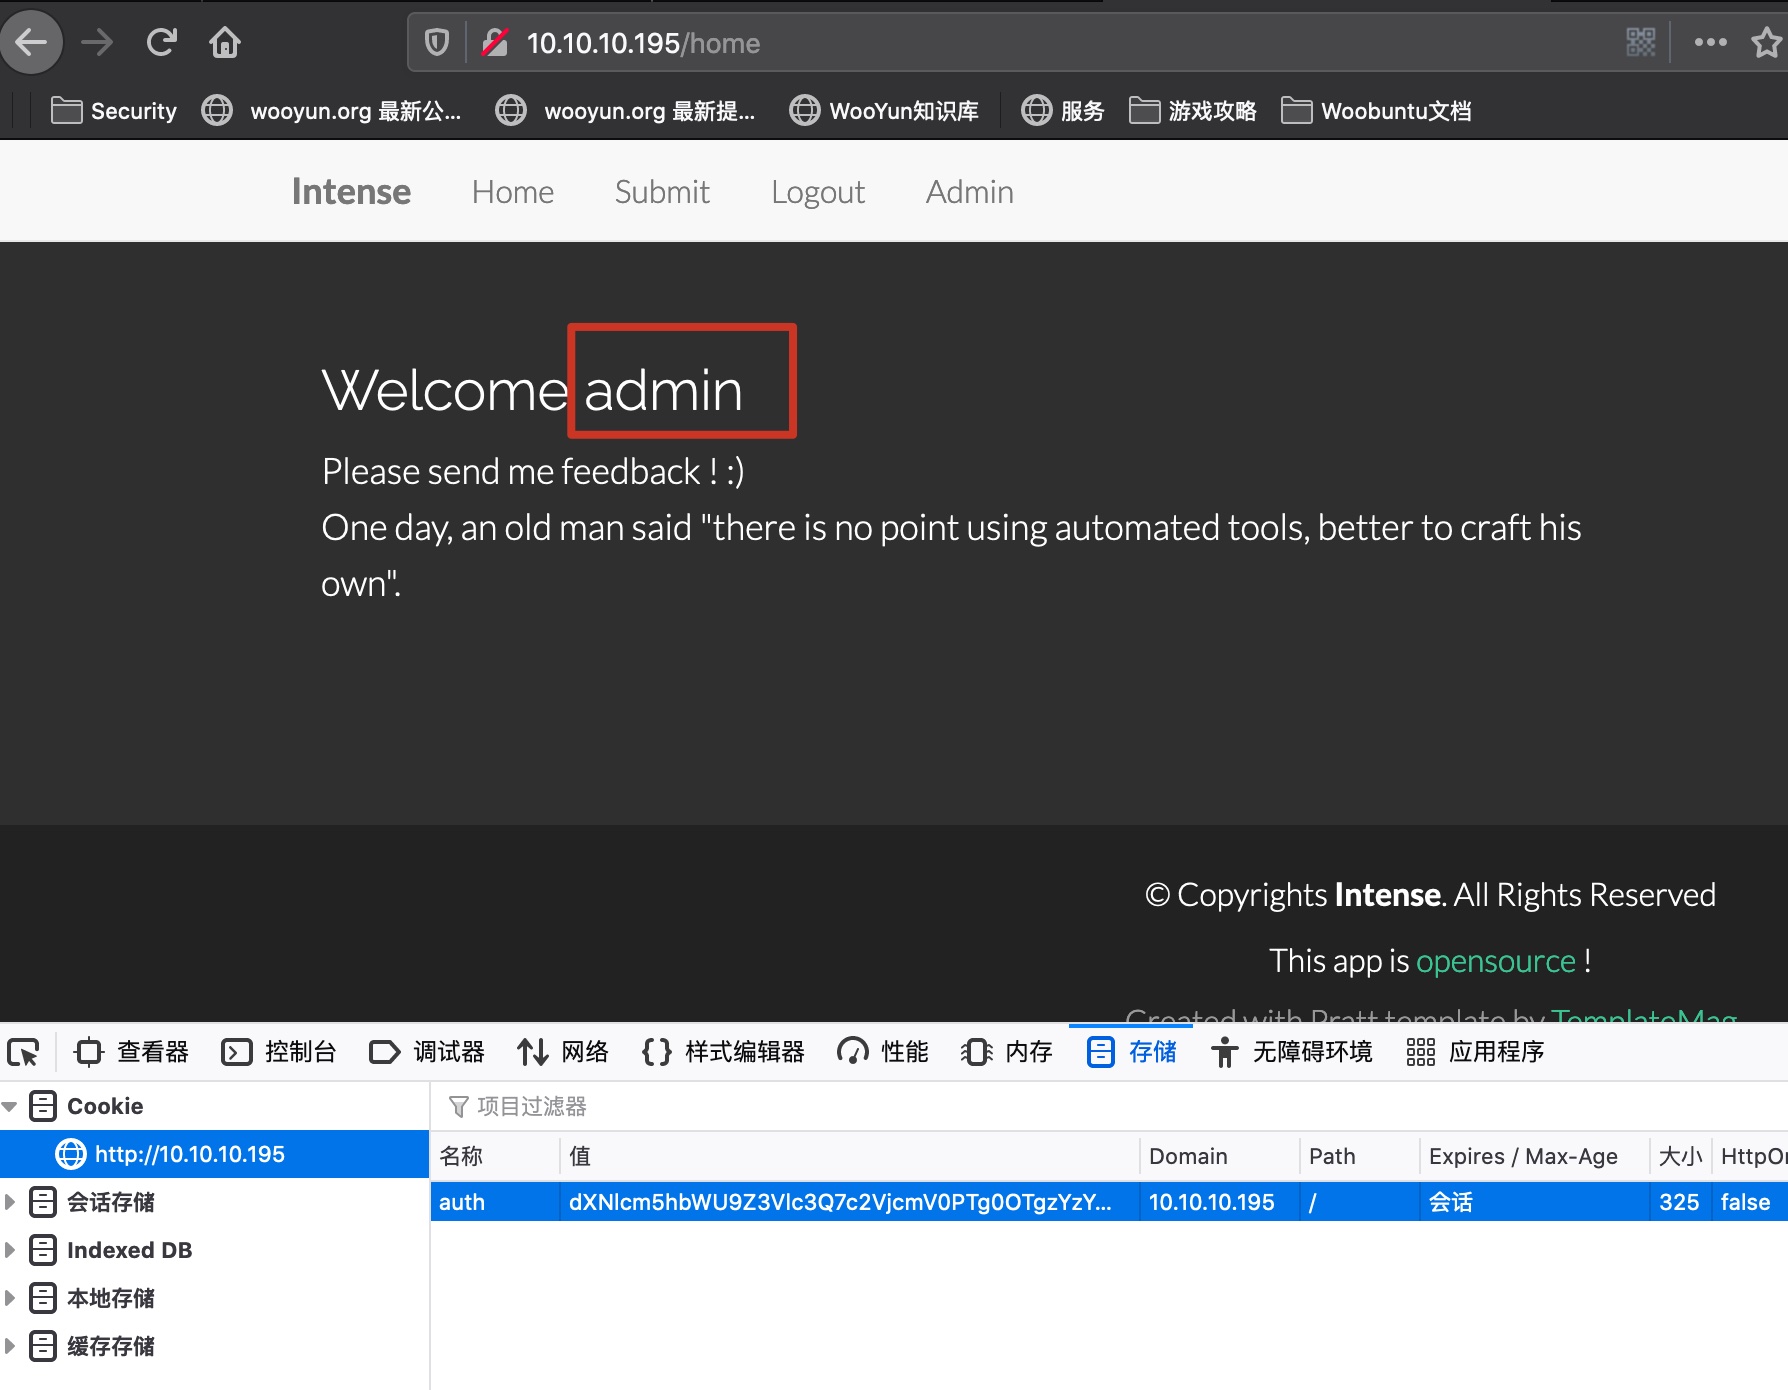 10.10.10.195/home
Security wooyun.org 最新公... wooyun.org 最新提... WooYun知识库 服务 游戏攻略 Woobuntu文档
Intense Home Submit Logout Admin
Welcome admin
Please send me feedback ! :)
One day, an old man said "there is no point using automated tools, better to craft his
own".
© Copyrights Intense. All Rights Reserved
This app is opensource !
Created with Pratt template by TemplateMag
查看器 控制台 调试器 网络 样式编辑器 性能 内存 存储 无障碍环境 应用程序
Cookie 项目过滤器
http://10.10.10.195 名称 值 Domain Path Expires / Max-Age 大小 HttpOn
会话存储 auth dXNlcm5hbWU9Z3Vlc3Q7c2VjcmV0PTg0OTgzYzY... 10.10.10.195 / 会话 325 false
Indexed DB
本地存储
缓存存储